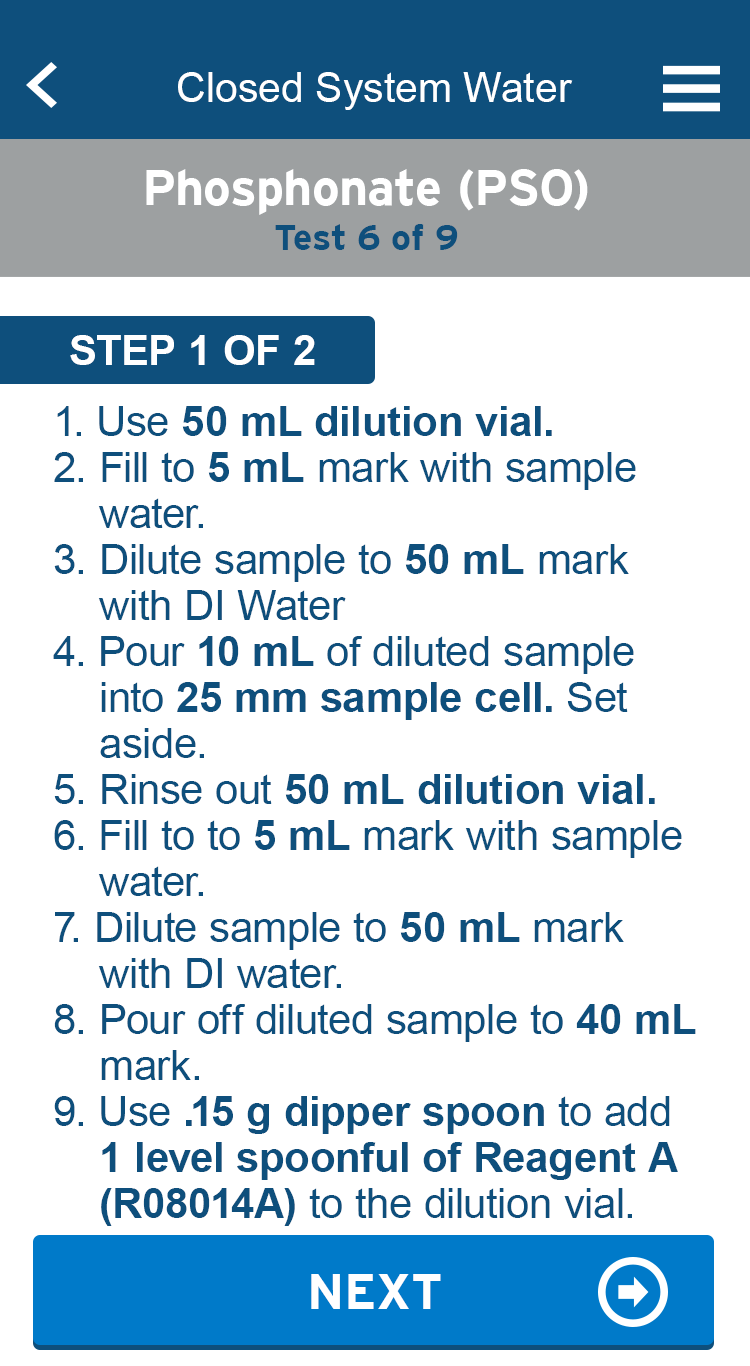 Closed System Water
Phosphonate (PSO)
Test 6 of 9
STEP 1 OF 2
1. Use 50 mL dilution vial.
2. Fill to 5 mL mark with sample
water.
3. Dilute sample to 50 mL mark
with DI Water
4. Pour 10 mL of diluted sample
into 25 mm sample cell. Set
aside.
5. Rinse out 50 mL dilution vial.
6. Fill to to 5 mL mark with sample
water.
7. Dilute sample to 50 mL mark
with DI water.
8. Pour off diluted sample to 40 mL
mark.
9. Use .15 g dipper spoon to add
1 level spoonful of Reagent A
(R08014A) to the dilution vial.
NEXT